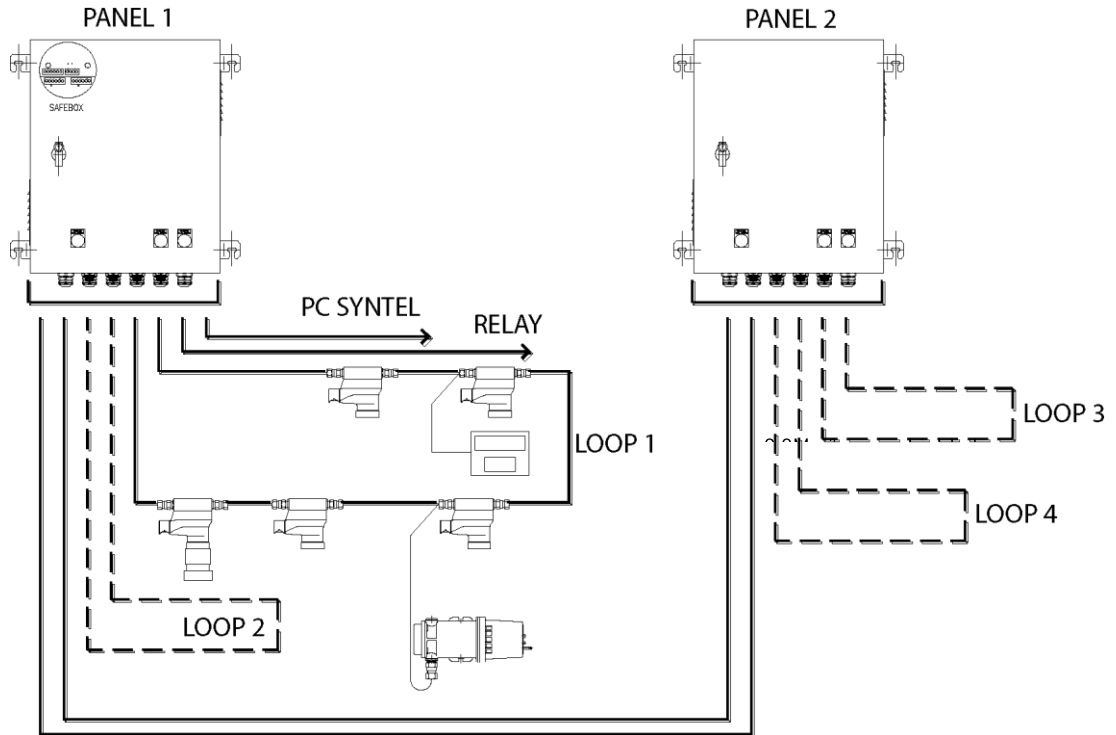 PANEL 1
PANEL 2
SAFEBOX
PC SYNTEL
RELAY
LOOP 1
LOOP 2
LOOP 3
LOOP 4